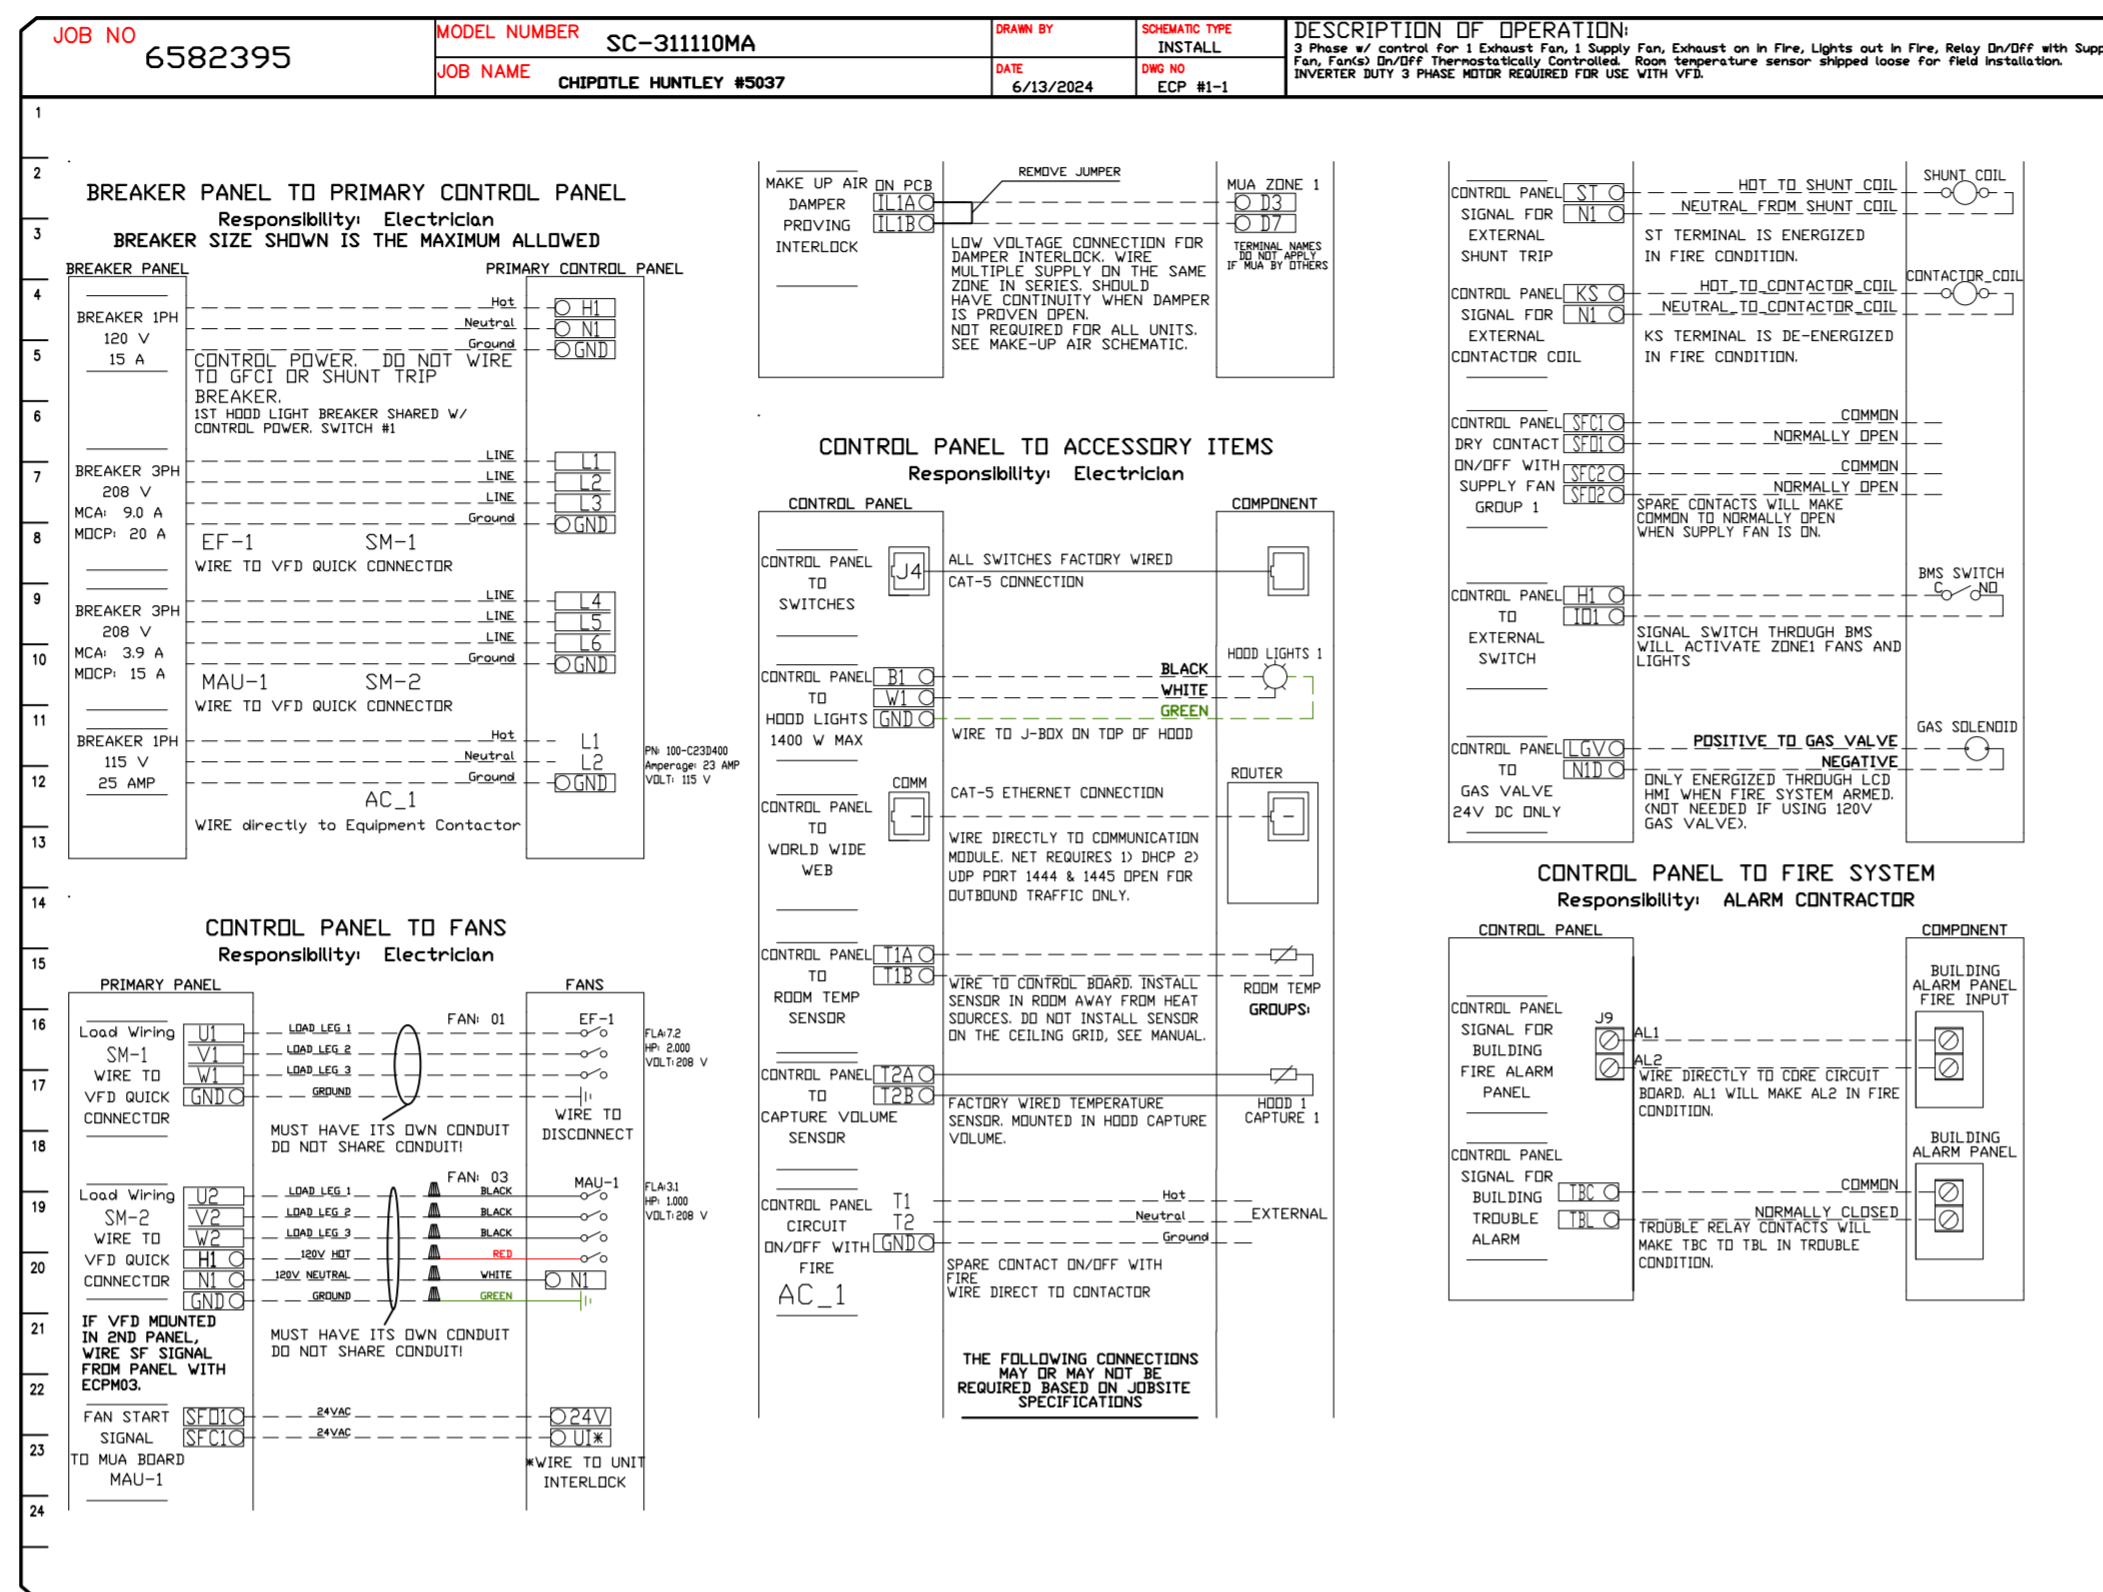 JOB NO
6582395
MODEL NUMBER
SC-311110MA
JOB NAME
CHIPOTLE HUNTLEY #5037
DRAWN BY
DATE
6/13/2024
SCHEMATIC TYPE
INSTALL
DWG NO
ECP #1-1
DESCRIPTION OF OPERATION:
3 Phase w/ control for 1 Exhaust Fan, 1 Supply Fan, Exhaust on in Fire, Lights out in Fire, Relay On/Off with Supp
Fan, Fan(s) On/Off Thermostatically Controlled. Room temperature sensor shipped loose for field installation.
INVERTER DUTY 3 PHASE MOTOR REQUIRED FOR USE WITH VFD.
1
2
3
4
5
6
7
8
9
10
11
12
13
14
15
16
17
18
19
20
21
22
23
24
BREAKER PANEL TO PRIMARY CONTROL PANEL
Responsibility: Electrician
BREAKER SIZE SHOWN IS THE MAXIMUM ALLOWED
BREAKER PANEL
PRIMARY CONTROL PANEL
BREAKER 1PH
120 V
15 A
Hot
H1
Neutral
N1
Ground
GND
CONTROL POWER. DO NOT WIRE
TO GFCI OR SHUNT TRIP
BREAKER.
1ST HOOD LIGHT BREAKER SHARED W/
CONTROL POWER. SWITCH #1
BREAKER 3PH
208 V
MCA: 9.0 A
MOCP: 20 A
LINE
L1
LINE
L2
LINE
L3
Ground
GND
EF-1 SM-1
WIRE TO VFD QUICK CONNECTOR
BREAKER 3PH
208 V
MCA: 3.9 A
MOCP: 15 A
LINE
L4
LINE
L5
LINE
L6
Ground
GND
MAU-1 SM-2
WIRE TO VFD QUICK CONNECTOR
BREAKER 1PH
115 V
25 AMP
Hot
L1
Neutral
L2
Ground
GND
PN: 100-C23D400
Amperage: 23 AMP
VOLT: 115 V
AC_1
WIRE directly to Equipment Contactor
CONTROL PANEL TO FANS
Responsibility: Electrician
PRIMARY PANEL
FANS
Load Wiring
SM-1
WIRE TO
VFD QUICK
CONNECTOR
U1
V1
W1
GND
LOAD LEG 1
LOAD LEG 2
LOAD LEG 3
GROUND
FAN: 01
EF-1
FLA:7.2
HP: 2.000
VOLT:208 V
WIRE TO
DISCONNECT
MUST HAVE ITS OWN CONDUIT
DO NOT SHARE CONDUIT!
Load Wiring
SM-2
WIRE TO
VFD QUICK
CONNECTOR
U2
V2
W2
H1
N1
GND
LOAD LEG 1
LOAD LEG 2
LOAD LEG 3
120V HOT
120V NEUTRAL
GROUND
FAN: 03
BLACK
BLACK
BLACK
RED
WHITE
GREEN
MAU-1
N1
FLA:3.1
HP: 1.000
VOLT:208 V
IF VFD MOUNTED
IN 2ND PANEL,
WIRE SF SIGNAL
FROM PANEL WITH
ECPM03.
MUST HAVE ITS OWN CONDUIT
DO NOT SHARE CONDUIT!
FAN START
SIGNAL
TO MUA BOARD
MAU-1
SFO1
SFC1
24VAC
24VAC
24V
UI*
*WIRE TO UNIT
INTERLOCK
MAKE UP AIR
DAMPER
PROVING
INTERLOCK
ON PCB
IL1A
IL1B
REMOVE JUMPER
MUA ZONE 1
D3
D7
TERMINAL NAMES
DO NOT APPLY
IF MUA BY OTHERS
LOW VOLTAGE CONNECTION FOR
DAMPER INTERLOCK. WIRE
MULTIPLE SUPPLY ON THE SAME
ZONE IN SERIES. SHOULD
HAVE CONTINUITY WHEN DAMPER
IS PROVEN OPEN.
NOT REQUIRED FOR ALL UNITS.
SEE MAKE-UP AIR SCHEMATIC.
CONTROL PANEL TO ACCESSORY ITEMS
Responsibility: Electrician
CONTROL PANEL
COMPONENT
CONTROL PANEL
TO
SWITCHES
J4
ALL SWITCHES FACTORY WIRED
CAT-5 CONNECTION
CONTROL PANEL
TO
HOOD LIGHTS
1400 W MAX
B1
W1
GND
BLACK
WHITE
GREEN
HOOD LIGHTS 1
WIRE TO J-BOX ON TOP OF HOOD
CONTROL PANEL
TO
WORLD WIDE
WEB
COMM
CAT-5 ETHERNET CONNECTION
ROUTER
WIRE DIRECTLY TO COMMUNICATION
MODULE. NET REQUIRES 1) DHCP 2)
UDP PORT 1444 & 1445 OPEN FOR
OUTBOUND TRAFFIC ONLY.
CONTROL PANEL
TO
ROOM TEMP
SENSOR
T1A
T1B
WIRE TO CONTROL BOARD. INSTALL
SENSOR IN ROOM AWAY FROM HEAT
SOURCES. DO NOT INSTALL SENSOR
ON THE CEILING GRID, SEE MANUAL.
ROOM TEMP
GROUPS:
CONTROL PANEL
TO
CAPTURE VOLUME
SENSOR
T2A
T2B
FACTORY WIRED TEMPERATURE
SENSOR. MOUNTED IN HOOD CAPTURE
VOLUME.
HOOD 1
CAPTURE 1
CONTROL PANEL
CIRCUIT
ON/OFF WITH
FIRE
AC_1
T1
T2
GND
Hot
Neutral
Ground
EXTERNAL
SPARE CONTACT ON/OFF WITH
FIRE
WIRE DIRECT TO CONTACTOR
THE FOLLOWING CONNECTIONS
MAY OR MAY NOT BE
REQUIRED BASED ON JOBSITE
SPECIFICATIONS
CONTROL PANEL
SIGNAL FOR
EXTERNAL
SHUNT TRIP
ST
N1
HOT TO SHUNT COIL
NEUTRAL FROM SHUNT COIL
SHUNT COIL
ST TERMINAL IS ENERGIZED
IN FIRE CONDITION.
CONTROL PANEL
SIGNAL FOR
EXTERNAL
CONTACTOR COIL
KS
N1
HOT TO CONTACTOR COIL
NEUTRAL TO CONTACTOR COIL
CONTACTOR COIL
KS TERMINAL IS DE-ENERGIZED
IN FIRE CONDITION.
CONTROL PANEL
DRY CONTACT
ON/OFF WITH
SUPPLY FAN
GROUP 1
SFC1
SFO1
SFC2
SFO2
COMMON
NORMALLY OPEN
COMMON
NORMALLY OPEN
SPARE CONTACTS WILL MAKE
COMMON TO NORMALLY OPEN
WHEN SUPPLY FAN IS ON.
CONTROL PANEL
TO
EXTERNAL
SWITCH
H1
IO1
BMS SWITCH
C NO
SIGNAL SWITCH THROUGH BMS
WILL ACTIVATE ZONE1 FANS AND
LIGHTS
CONTROL PANEL
TO
GAS VALVE
24V DC ONLY
LGV
N1D
POSITIVE TO GAS VALVE
NEGATIVE
GAS SOLENOID
ONLY ENERGIZED THROUGH LCD
HMI WHEN FIRE SYSTEM ARMED.
(NOT NEEDED IF USING 120V
GAS VALVE).
CONTROL PANEL TO FIRE SYSTEM
Responsibility: ALARM CONTRACTOR
CONTROL PANEL
COMPONENT
CONTROL PANEL
SIGNAL FOR
BUILDING
FIRE ALARM
PANEL
J9
AL1
AL2
BUILDING
ALARM PANEL
FIRE INPUT
WIRE DIRECTLY TO CORE CIRCUIT
BOARD. AL1 WILL MAKE AL2 IN FIRE
CONDITION.
CONTROL PANEL
SIGNAL FOR
BUILDING
TROUBLE
ALARM
TBC
TBL
COMMON
NORMALLY CLOSED
BUILDING
ALARM PANEL
TROUBLE RELAY CONTACTS WILL
MAKE TBC TO TBL IN TROUBLE
CONDITION.